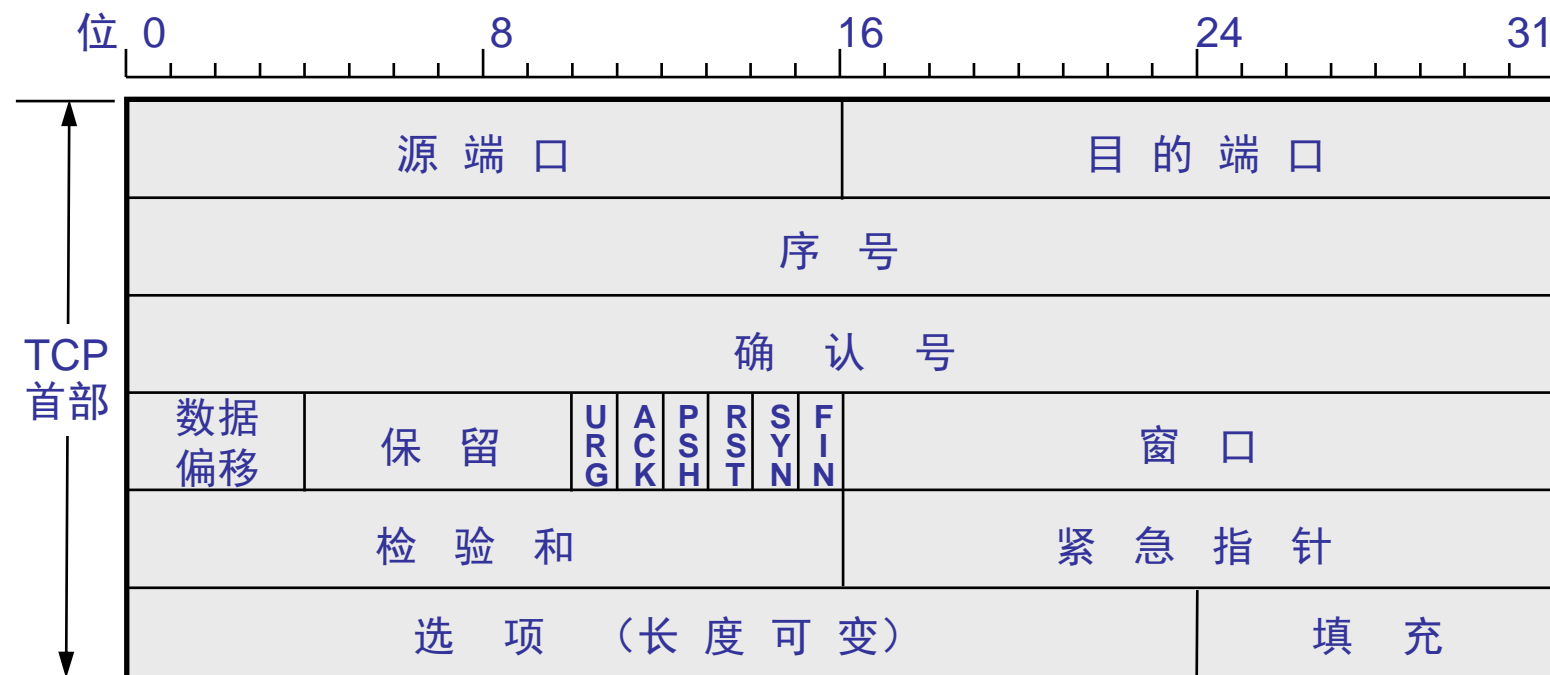 位 0 8 16 24 31
源 端 口 目 的 端 口
序 号
确 认 号
TCP
首部
数据
偏移
保 留
URG
ACK
PSH
RST
SYN
FIN
窗 口
检 验 和 紧 急 指 针
选 项 （长 度 可 变） 填 充